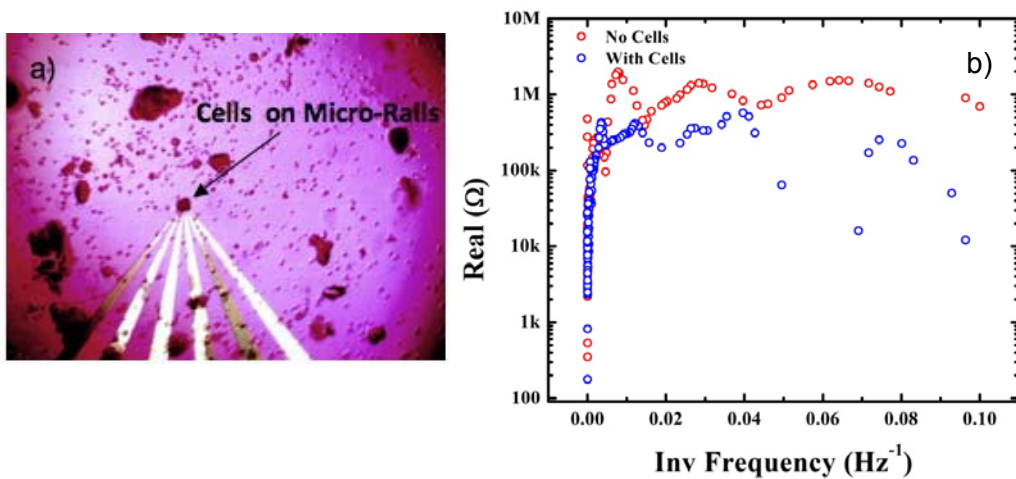 a)
Cells on Micro-Rails
b)
No Cells
With Cells
10M
1M
100k
10k
1k
100
Real (Ω)
0.00 0.02 0.04 0.06 0.08 0.10
Inv Frequency (Hz⁻¹)